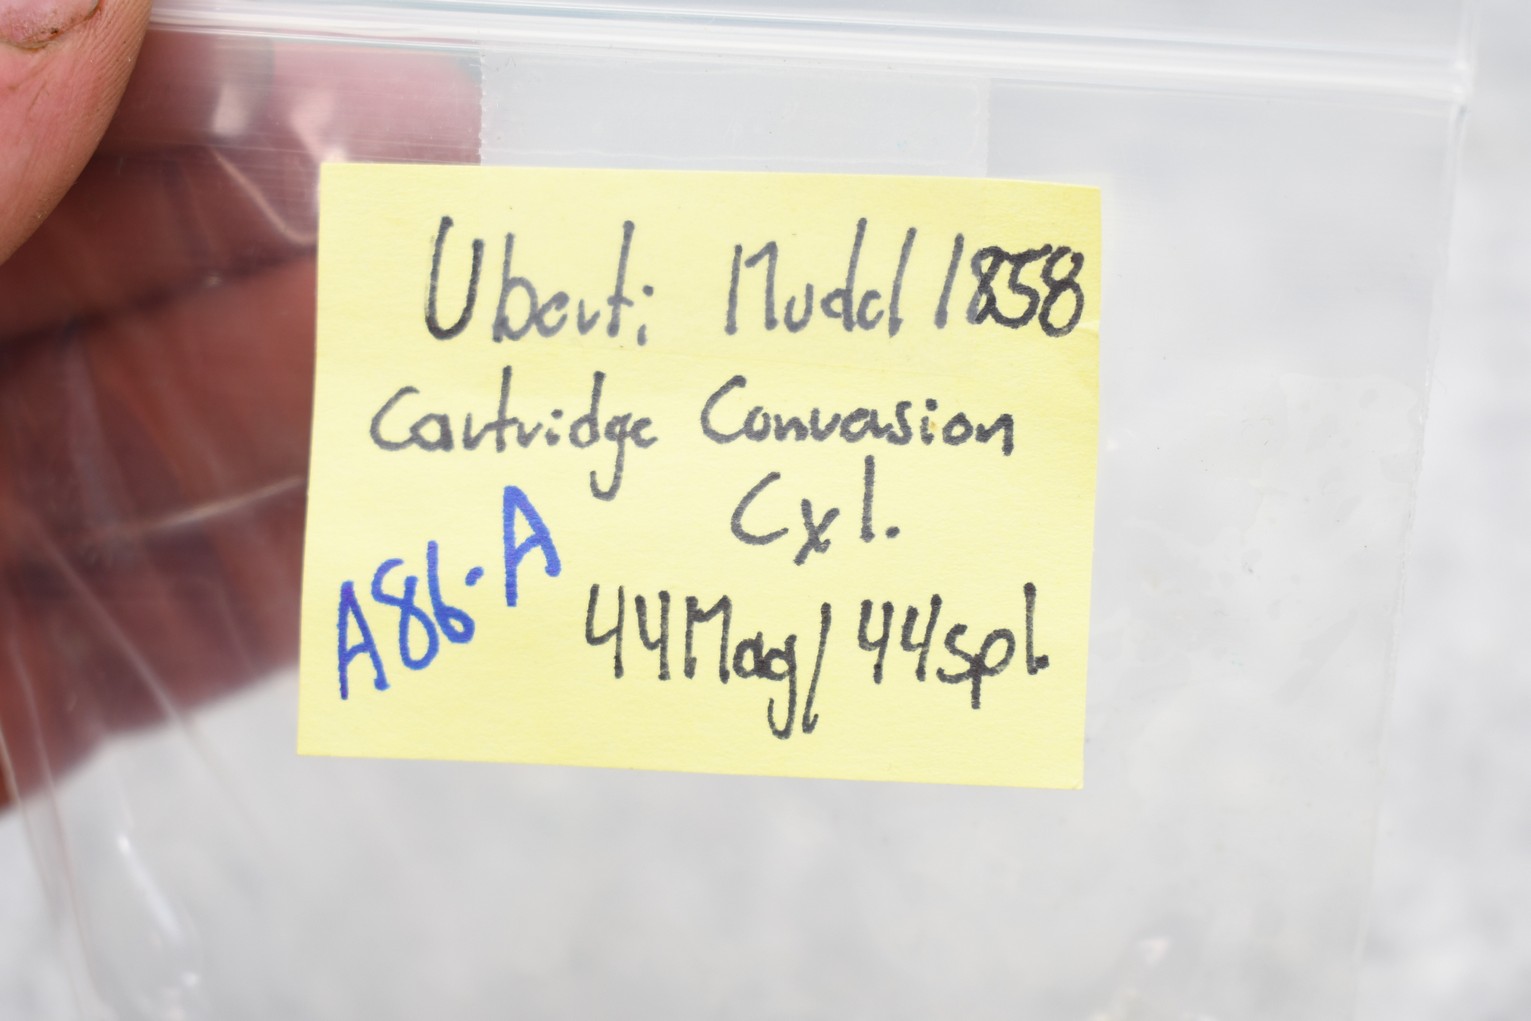 Uberti Model 1858
Cartridge Conversion
Cyl.
A86-A
44Mag/44spl.